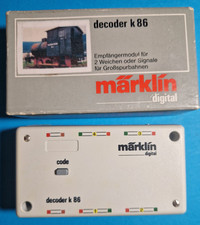 decoder k 86
Empfängermodul für
2 Weichen oder Signale
für Großspurbahnen
märklin
digital
märklin
digital
code
decoder k 86